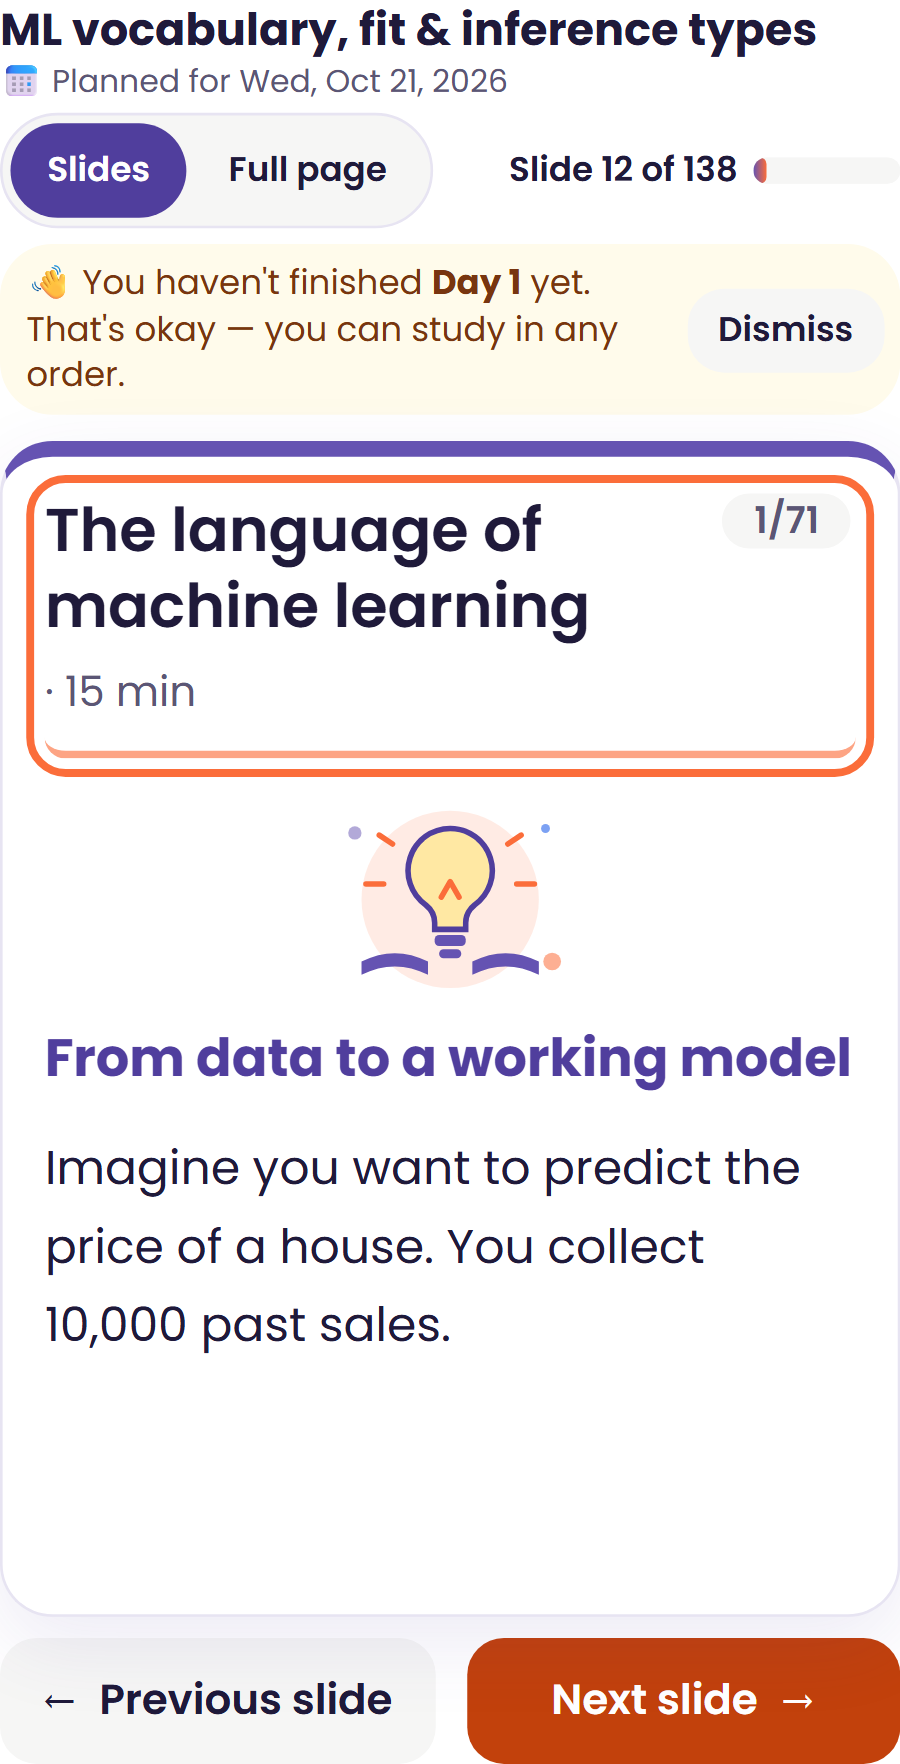 ML vocabulary, fit & inference types
Planned for Wed, Oct 21, 2026
Slides
Full page
Slide 12 of 138
👋 You haven't finished Day 1 yet.
That's okay — you can study in any
order.
Dismiss
The language of
machine learning
1/71
· 15 min
From data to a working model
Imagine you want to predict the
price of a house. You collect
10,000 past sales.
← Previous slide
Next slide →